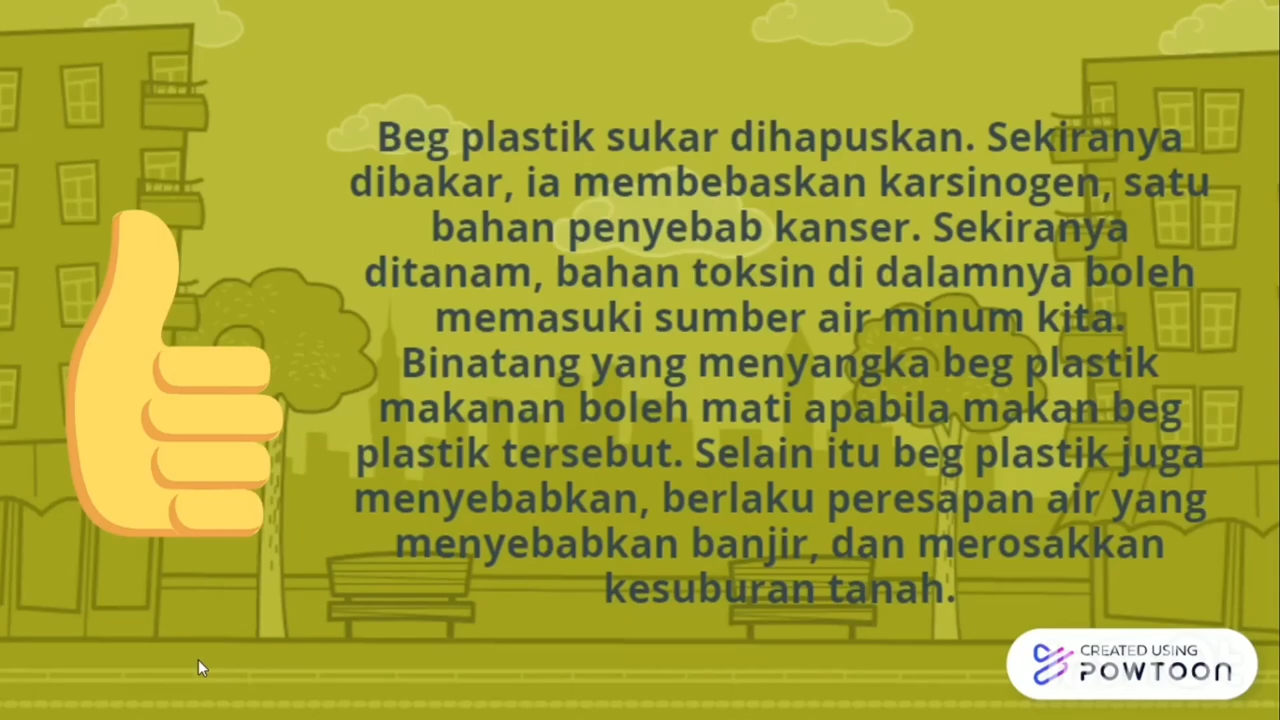 Beg plastik sukar dihapuskan. Sekiranya
dibakar, ia membebaskan karsinogen, satu
bahan penyebab kanser. Sekiranya
ditanam, bahan toksin di dalamnya boleh
memasuki sumber air minum kita.
Binatang yang menyangka beg plastik
makanan boleh mati apabila makan beg
plastik tersebut. Selain itu beg plastik juga
menyebabkan, berlaku peresapan air yang
menyebabkan banjir, dan merosakkan
kesuburan tanah.
CREATED USING
POWTOON